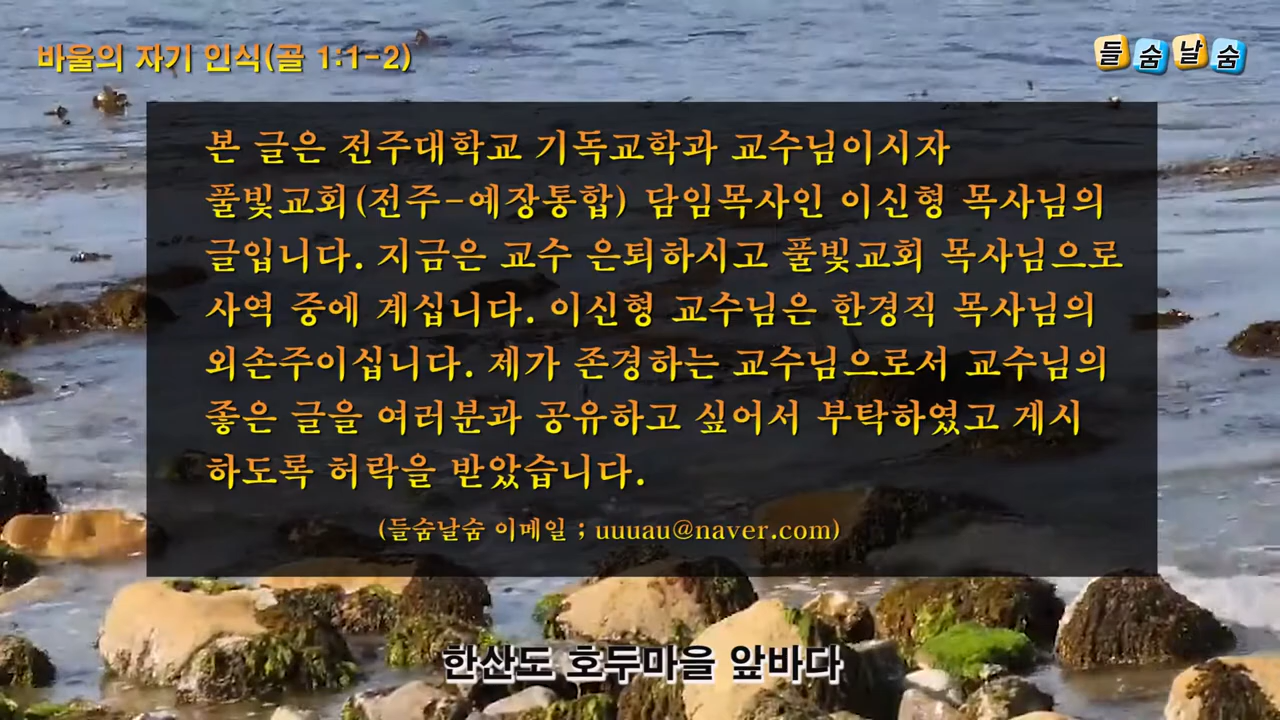 바울의 자기 인식(골 1:1-2)
들숨날숨
본 글은 전주대학교 기독교학과 교수님이시자
풀빛교회(전주-예장통합) 담임목사인 이신형 목사님의
글입니다. 지금은 교수 은퇴하시고 풀빛교회 목사님으로
사역 중에 계십니다. 이신형 교수님은 한경직 목사님의
외손주이십니다. 제가 존경하는 교수님으로서 교수님의
좋은 글을 여러분과 공유하고 싶어서 부탁하였고 게시
하도록 허락을 받았습니다.
(들숨날숨 이메일 ; uuuau@naver.com)
한산도 호두마을 앞바다